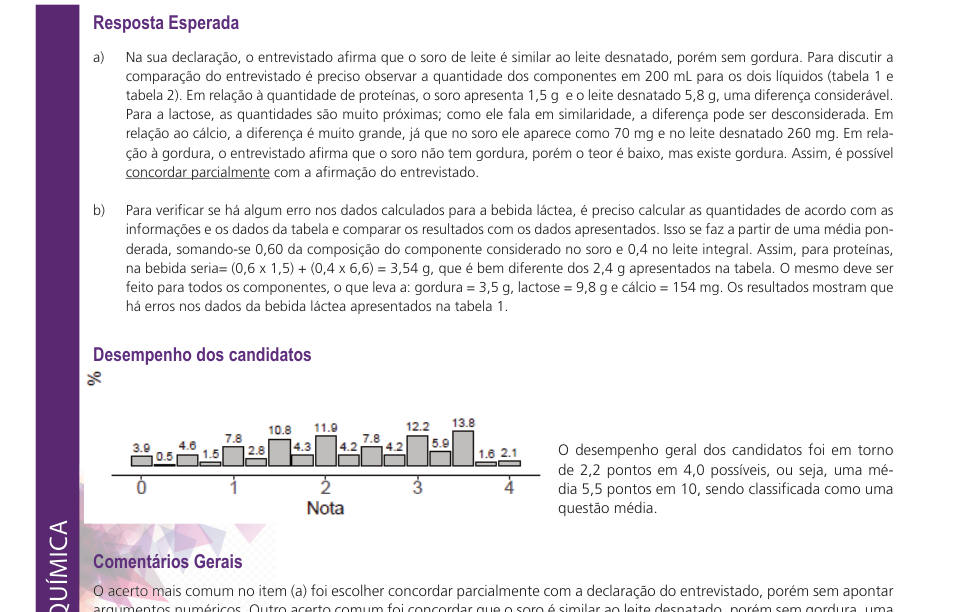 Resposta Esperada
a) Na sua declaração, o entrevistado afirma que o soro de leite é similar ao leite desnatado, porém sem gordura. Para discutir a
comparação do entrevistado é preciso observar a quantidade dos componentes em 200 mL para os dois líquidos (tabela 1 e
tabela 2). Em relação à quantidade de proteínas, o soro apresenta 1,5 g e o leite desnatado 5,8 g, uma diferença considerável.
Para a lactose, as quantidades são muito próximas; como ele fala em similaridade, a diferença pode ser desconsiderada. Em
relação ao cálcio, a diferença é muito grande, já que no soro ele aparece como 70 mg e no leite desnatado 260 mg. Em rela-
ção à gordura, o entrevistado afirma que o soro não tem gordura, porém o teor é baixo, mas existe gordura. Assim, é possível
concordar parcialmente com a afirmação do entrevistado.
b) Para verificar se há algum erro nos dados calculados para a bebida láctea, é preciso calcular as quantidades de acordo com as
informações e os dados da tabela e comparar os resultados com os dados apresentados. Isso se faz a partir de uma média pon-
derada, somando-se 0,60 da composição do componente considerado no soro e 0,4 no leite integral. Assim, para proteínas,
na bebida seria= (0,6 x 1,5) + (0,4 x 6,6) = 3,54 g, que é bem diferente dos 2,4 g apresentados na tabela. O mesmo deve ser
feito para todos os componentes, o que leva a: gordura = 3,5 g, lactose = 9,8 g e cálcio = 154 mg. Os resultados mostram que
há erros nos dados da bebida láctea apresentados na tabela 1.
Desempenho dos candidatos
%
3.9 0.5 4.6 1.5 7.8 2.8 10.8 4.3 11.9 4.2 7.8 4.2 12.2 5.9 13.8 1.6 2.1
0 1 2 3 4
Nota
O desempenho geral dos candidatos foi em torno
de 2,2 pontos em 4,0 possíveis, ou seja, uma mé-
dia 5,5 pontos em 10, sendo classificada como uma
questão média.
QUÍMICA
Comentários Gerais
O acerto mais comum no item (a) foi escolher concordar parcialmente com a declaração do entrevistado, porém sem apontar
argumentos numéricos. Outro acerto comum foi concordar que o soro é similar ao leite desnatado, porém sem gordura, uma